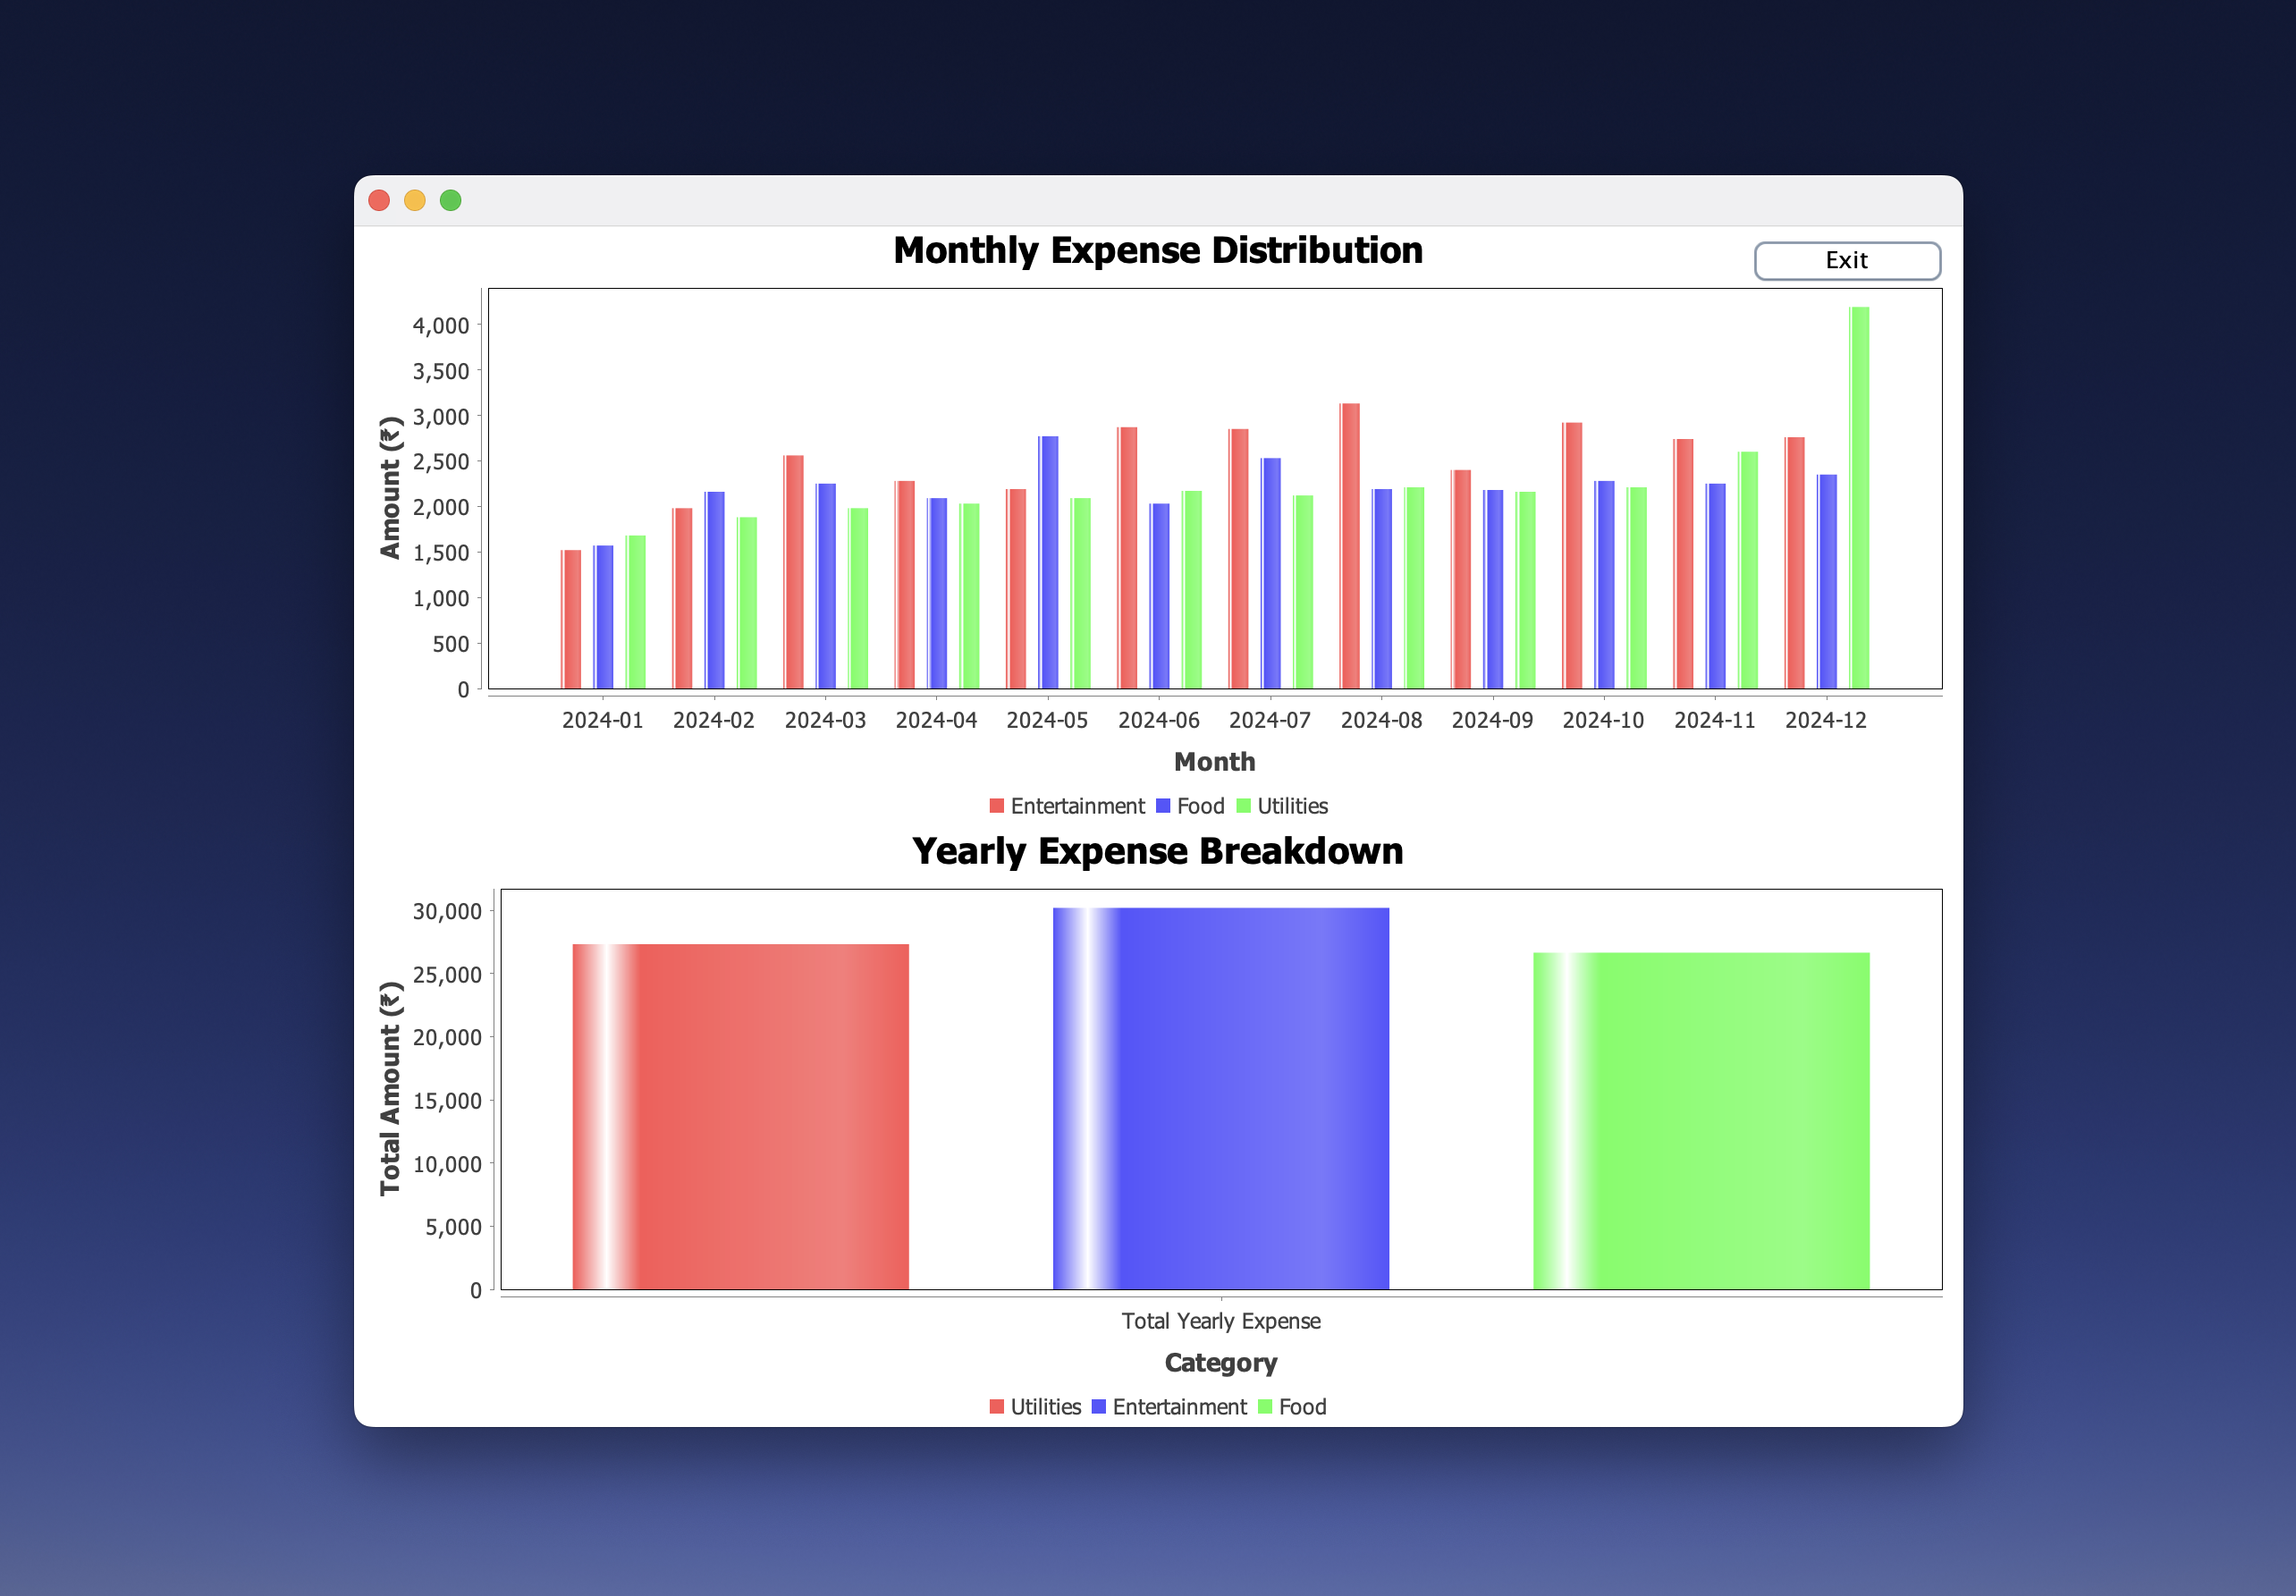 Monthly Expense Distribution
Exit
Amount (₹)
4,000
3,500
3,000
2,500
2,000
1,500
1,000
500
0
2024-01 2024-02 2024-03 2024-04 2024-05 2024-06 2024-07 2024-08 2024-09 2024-10 2024-11 2024-12
Month
Entertainment Food Utilities
Yearly Expense Breakdown
Total Amount (₹)
30,000
25,000
20,000
15,000
10,000
5,000
0
Total Yearly Expense
Category
Utilities Entertainment Food